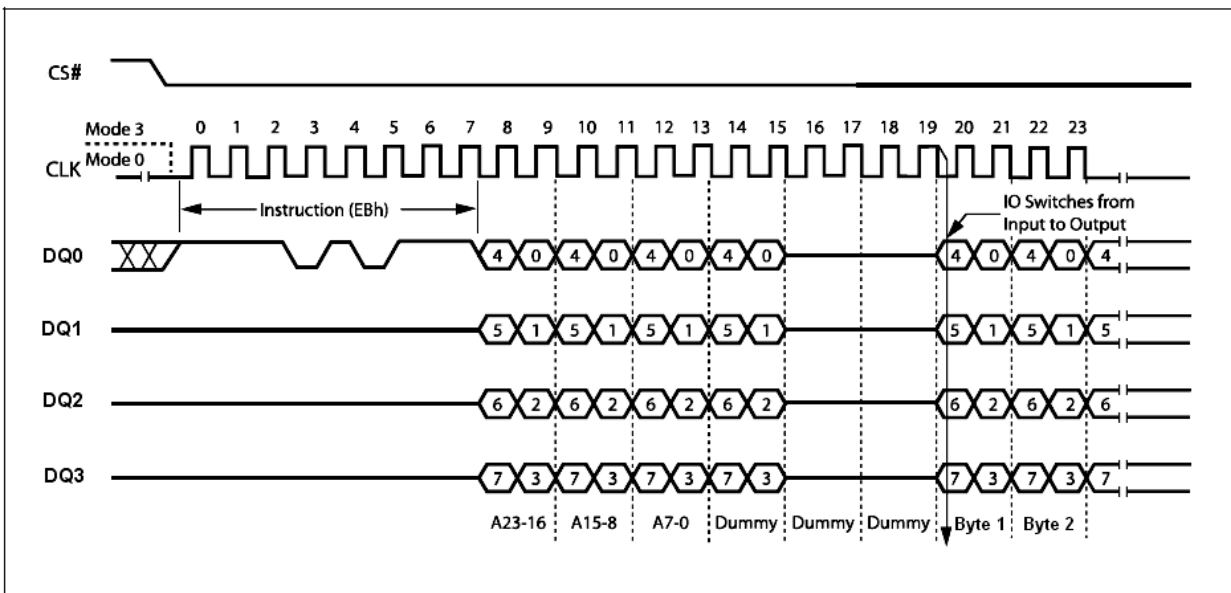 CS#
Mode 3 0 1 2 3 4 5 6 7 8 9 10 11 12 13 14 15 16 17 18 19 20 21 22 23
CLK Mode 0
Instruction (EBh)
IO Switches from
Input to Output
DQ0 4 0 4 0 4 0 4 0 4 0 4 0 4
DQ1 5 1 5 1 5 1 5 1 5 1 5 1 5
DQ2 6 2 6 2 6 2 6 2 6 2 6 2 6
DQ3 7 3 7 3 7 3 7 3 7 3 7 3 7
A23-16 A15-8 A7-0 Dummy Dummy Dummy Byte 1 Byte 2